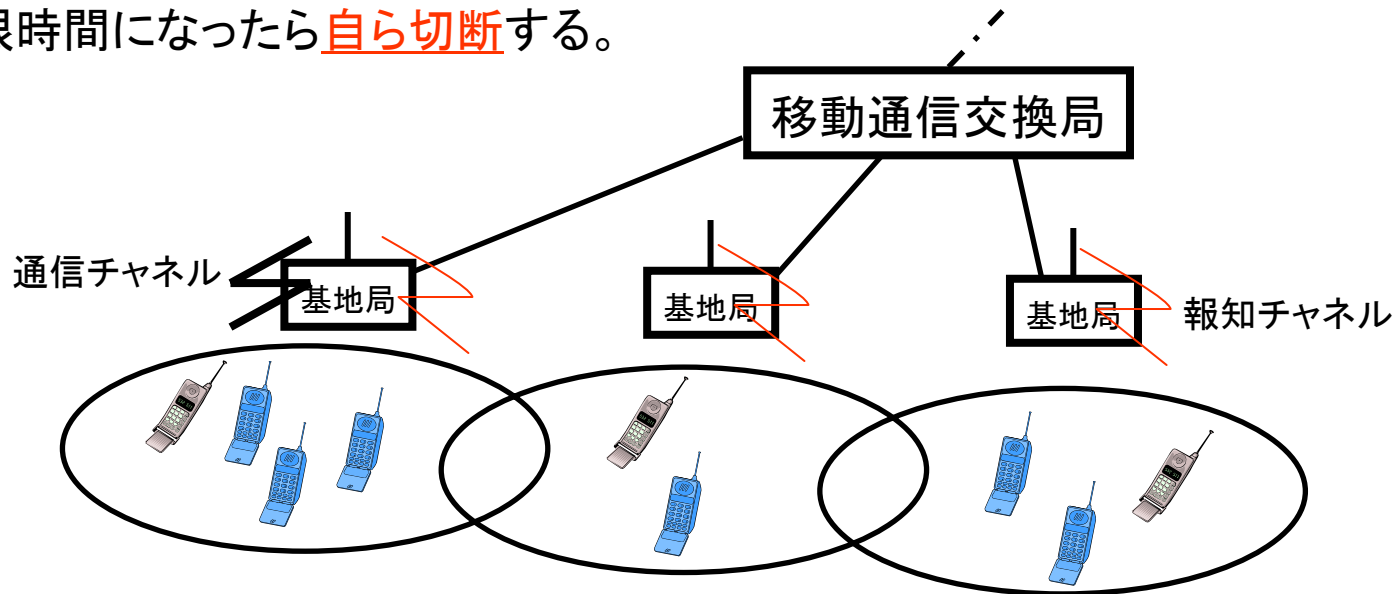 限時間になったら自ら切断する。
移動通信交換局
通信チャネル
基地局
基地局
基地局
報知チャネル